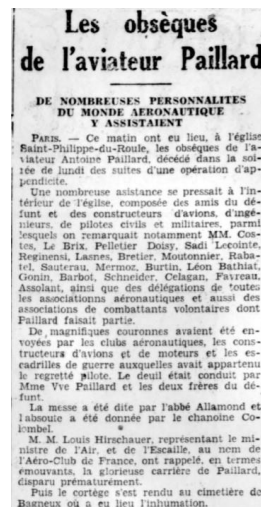 Les obsèques
de l'aviateur Paillard
DE NOMBREUSES PERSONNALITES
DU MONDE AERONAUTIQUE
Y ASSISTAIENT
PARIS. — Ce matin ont eu lieu, à l'église
Saint-Philippe-du-Roule, les obsèques de l'a-
viateur Antoine Paillard, décédé dans la soi-
rée de lundi des suites d'une opération d'ap-
pendicite.
Une nombreuse asistance se pressait à l'in-
térieur de l'église, composée des amis du dé-
funt et des constructeurs d'avions, d'ingé-
nieurs, de pilotes civils et militaires, parmi
lesquels on remarquait notamment MM. Cos-
tes, Le Brix, Pelletier Doisy, Sadi Lecointe,
Reginensi, Lasnes, Bretier, Moutonnier, Raba-
tel, Sauterau, Mermoz, Burtin, Léon Bathiat,
Gonin, Barbot, Schneider, Celagan, Favreau,
Assolant, ainsi que des délégations de toutes
les associationns aéronautiques et aussi des
associations de combattants volontaires dont
Paillard faisait partie.
De magnifiques couronnes avaient été en-
voyées par les clubs aéronautiques, les cons-
tructeurs d'avions et de moteurs et les es-
cadrilles de guerre auxquelles avait appartenu
le regretté pilote. Le deuil était conduit par
Mme Yve Paillard et les deux frères du dé-
funt.
La messe a été dite par l'abbé Allamond et
l'absoute a été donnée par le chanoine Co-
lombel.
M. M. Louis Hirschauer, représentant le mi-
nistre de l'Air, et de l'Escaille, au nom de
l'Aéro-Club de France, ont rappelé, en termes
émouvants, la glorieuse carrière de Paillard,
disparu prématurément.
Puis le cortège s'est rendu au cimetière de
Bagneux où a eu lieu l'inhumation.